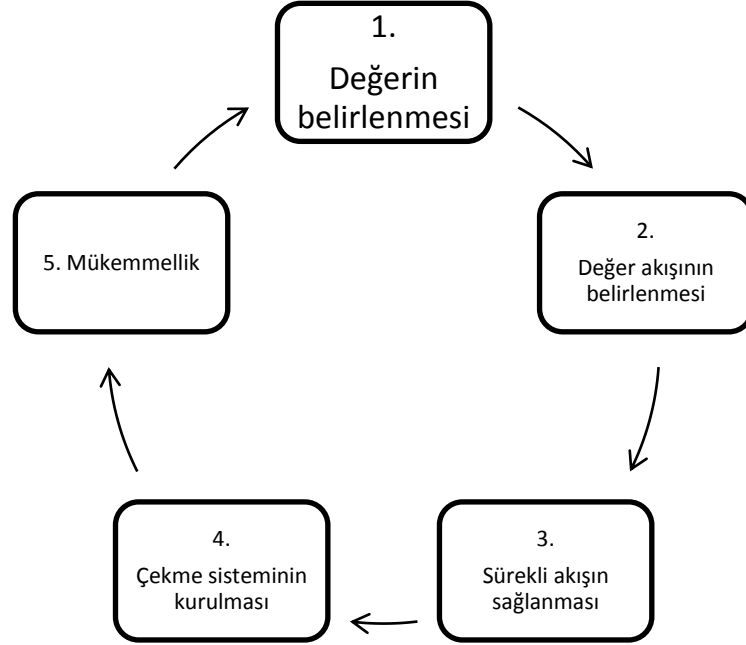 1.
Değerin
belirlenmesi
2.
Değer akışının
belirlenmesi
3.
Sürekli akışın
sağlanması
4.
Çekme sisteminin
kurulması
5. Mükemmellik